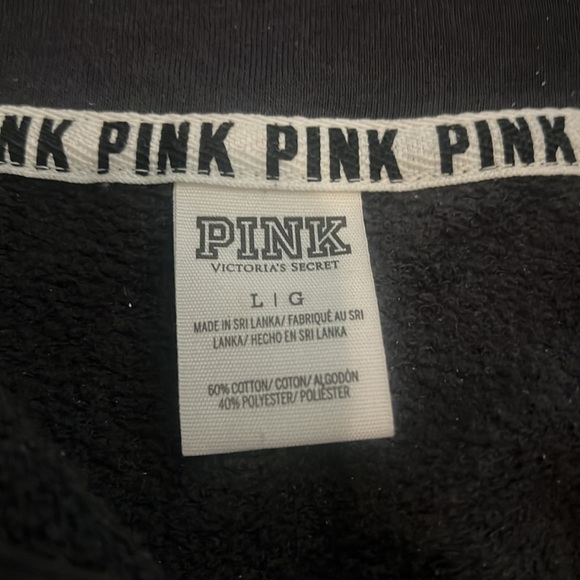 NK PINK PINK PINK
PINK
VICTORIA'S SECRET
L | G
MADE IN SRI LANKA/ FABRIQUÉ AU SRI
LANKA/ HECHO EN SRI LANKA
60% COTTON/ COTON/ ALGODÓN
40% POLYESTER/ POLIÉSTER